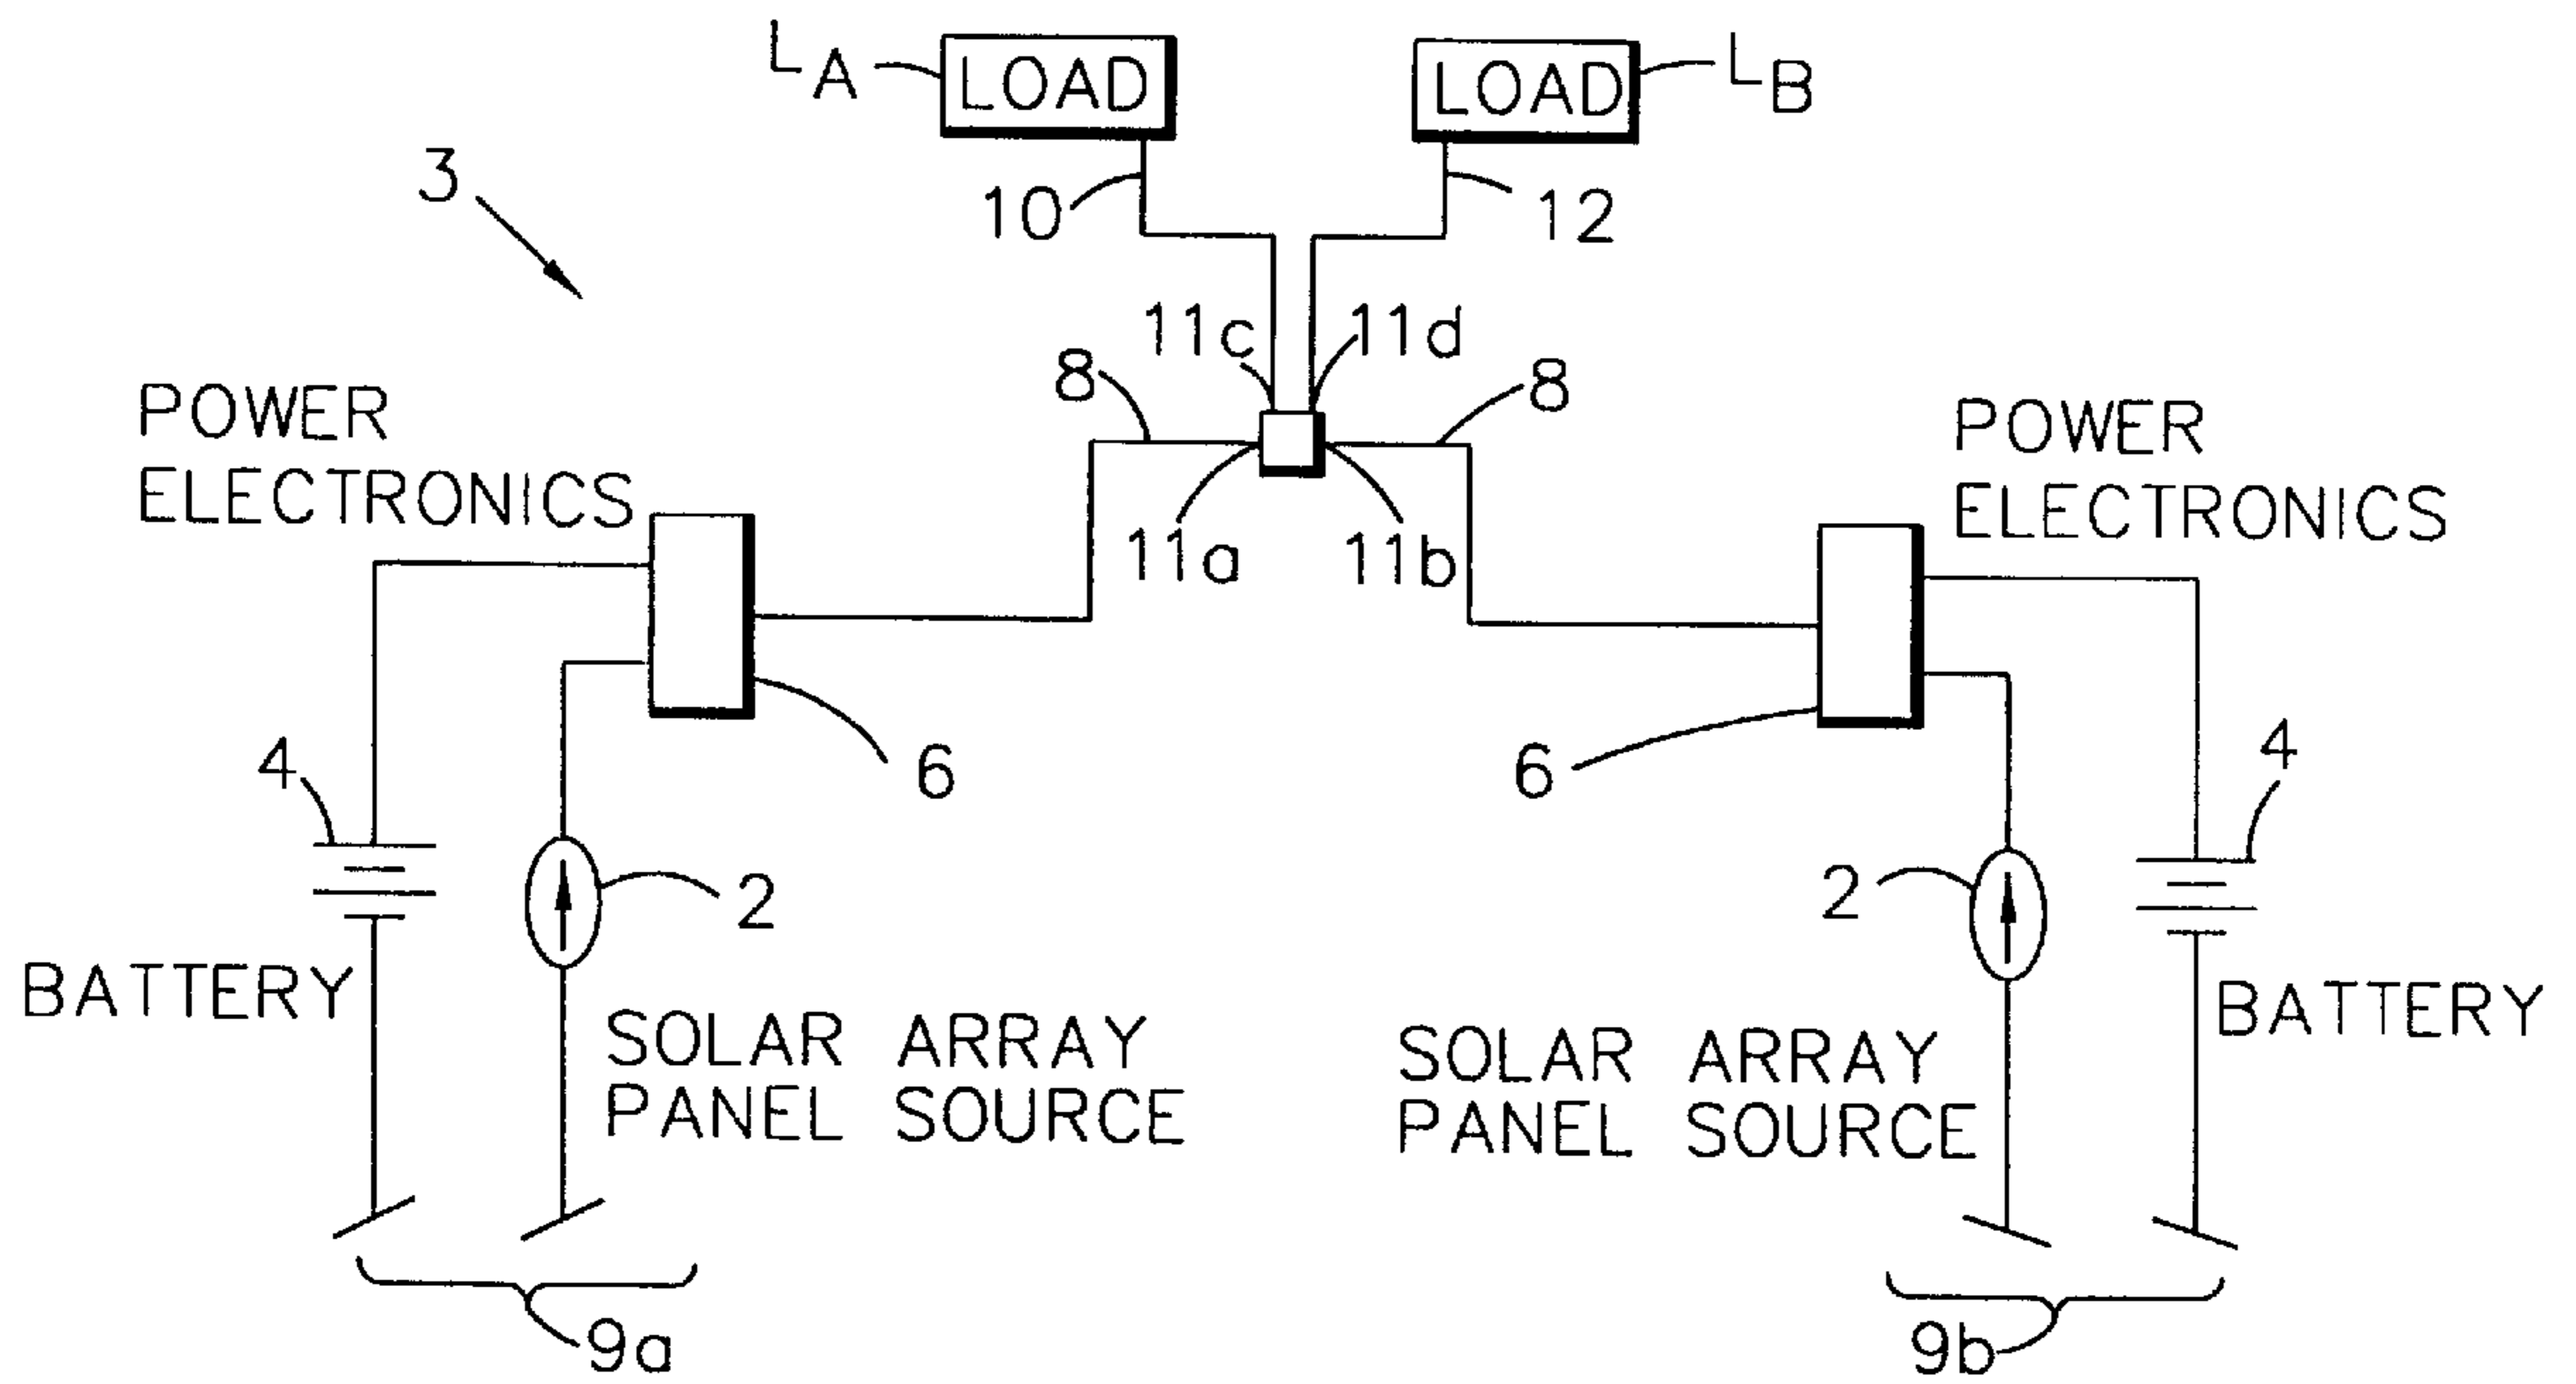 LA LOAD LOAD LB
3
10 12
11c 11d
8 8
POWER
ELECTRONICS
POWER
ELECTRONICS
11a 11b
4 6 6 4
2 2
BATTERY
SOLAR ARRAY
PANEL SOURCE
SOLAR ARRAY
PANEL SOURCE
BATTERY
9a 9b